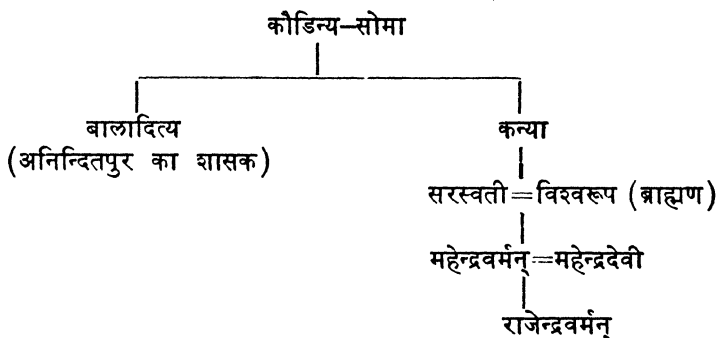 कौडिन्य–सोमा
बालादित्य कन्या
(अनिन्दितपुर का शासक)
सरस्वती=विश्वरूप (ब्राह्मण)
महेन्द्रवर्मन्=महेन्द्रदेवी
राजेन्द्रवर्मन्